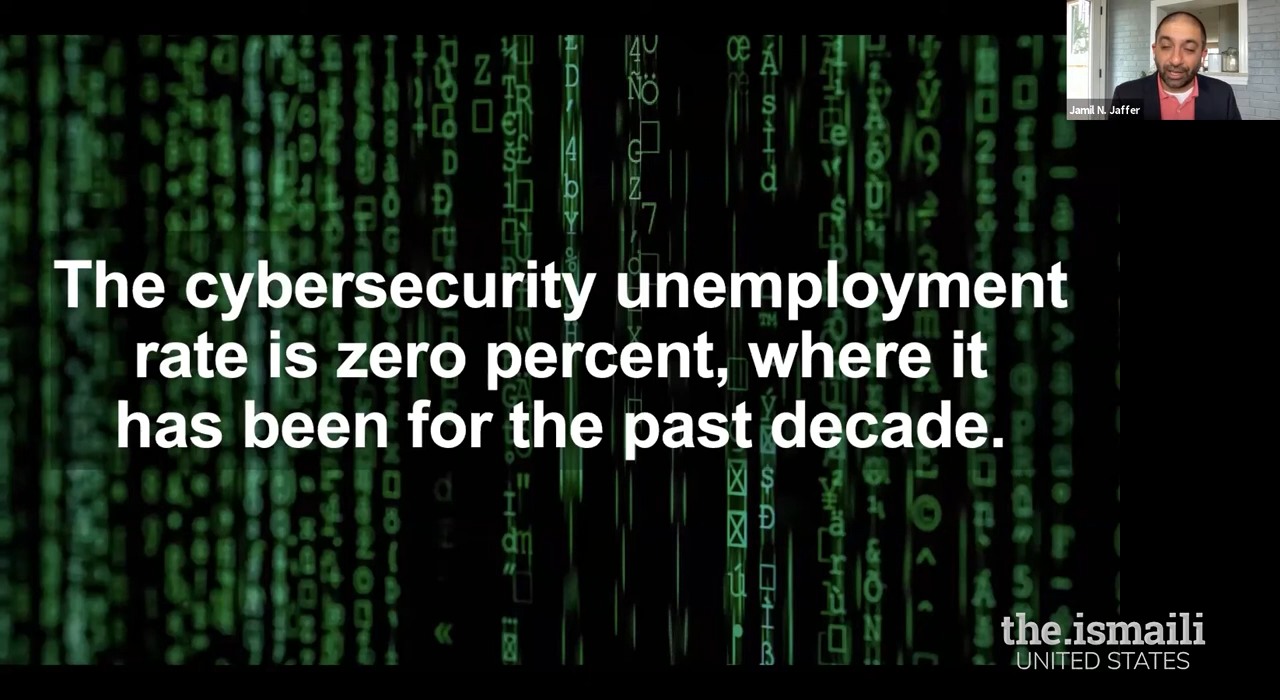 Jamil N. Jaffer
The cybersecurity unemployment
rate is zero percent, where it
has been for the past decade.
the.ismaili
UNITED STATES